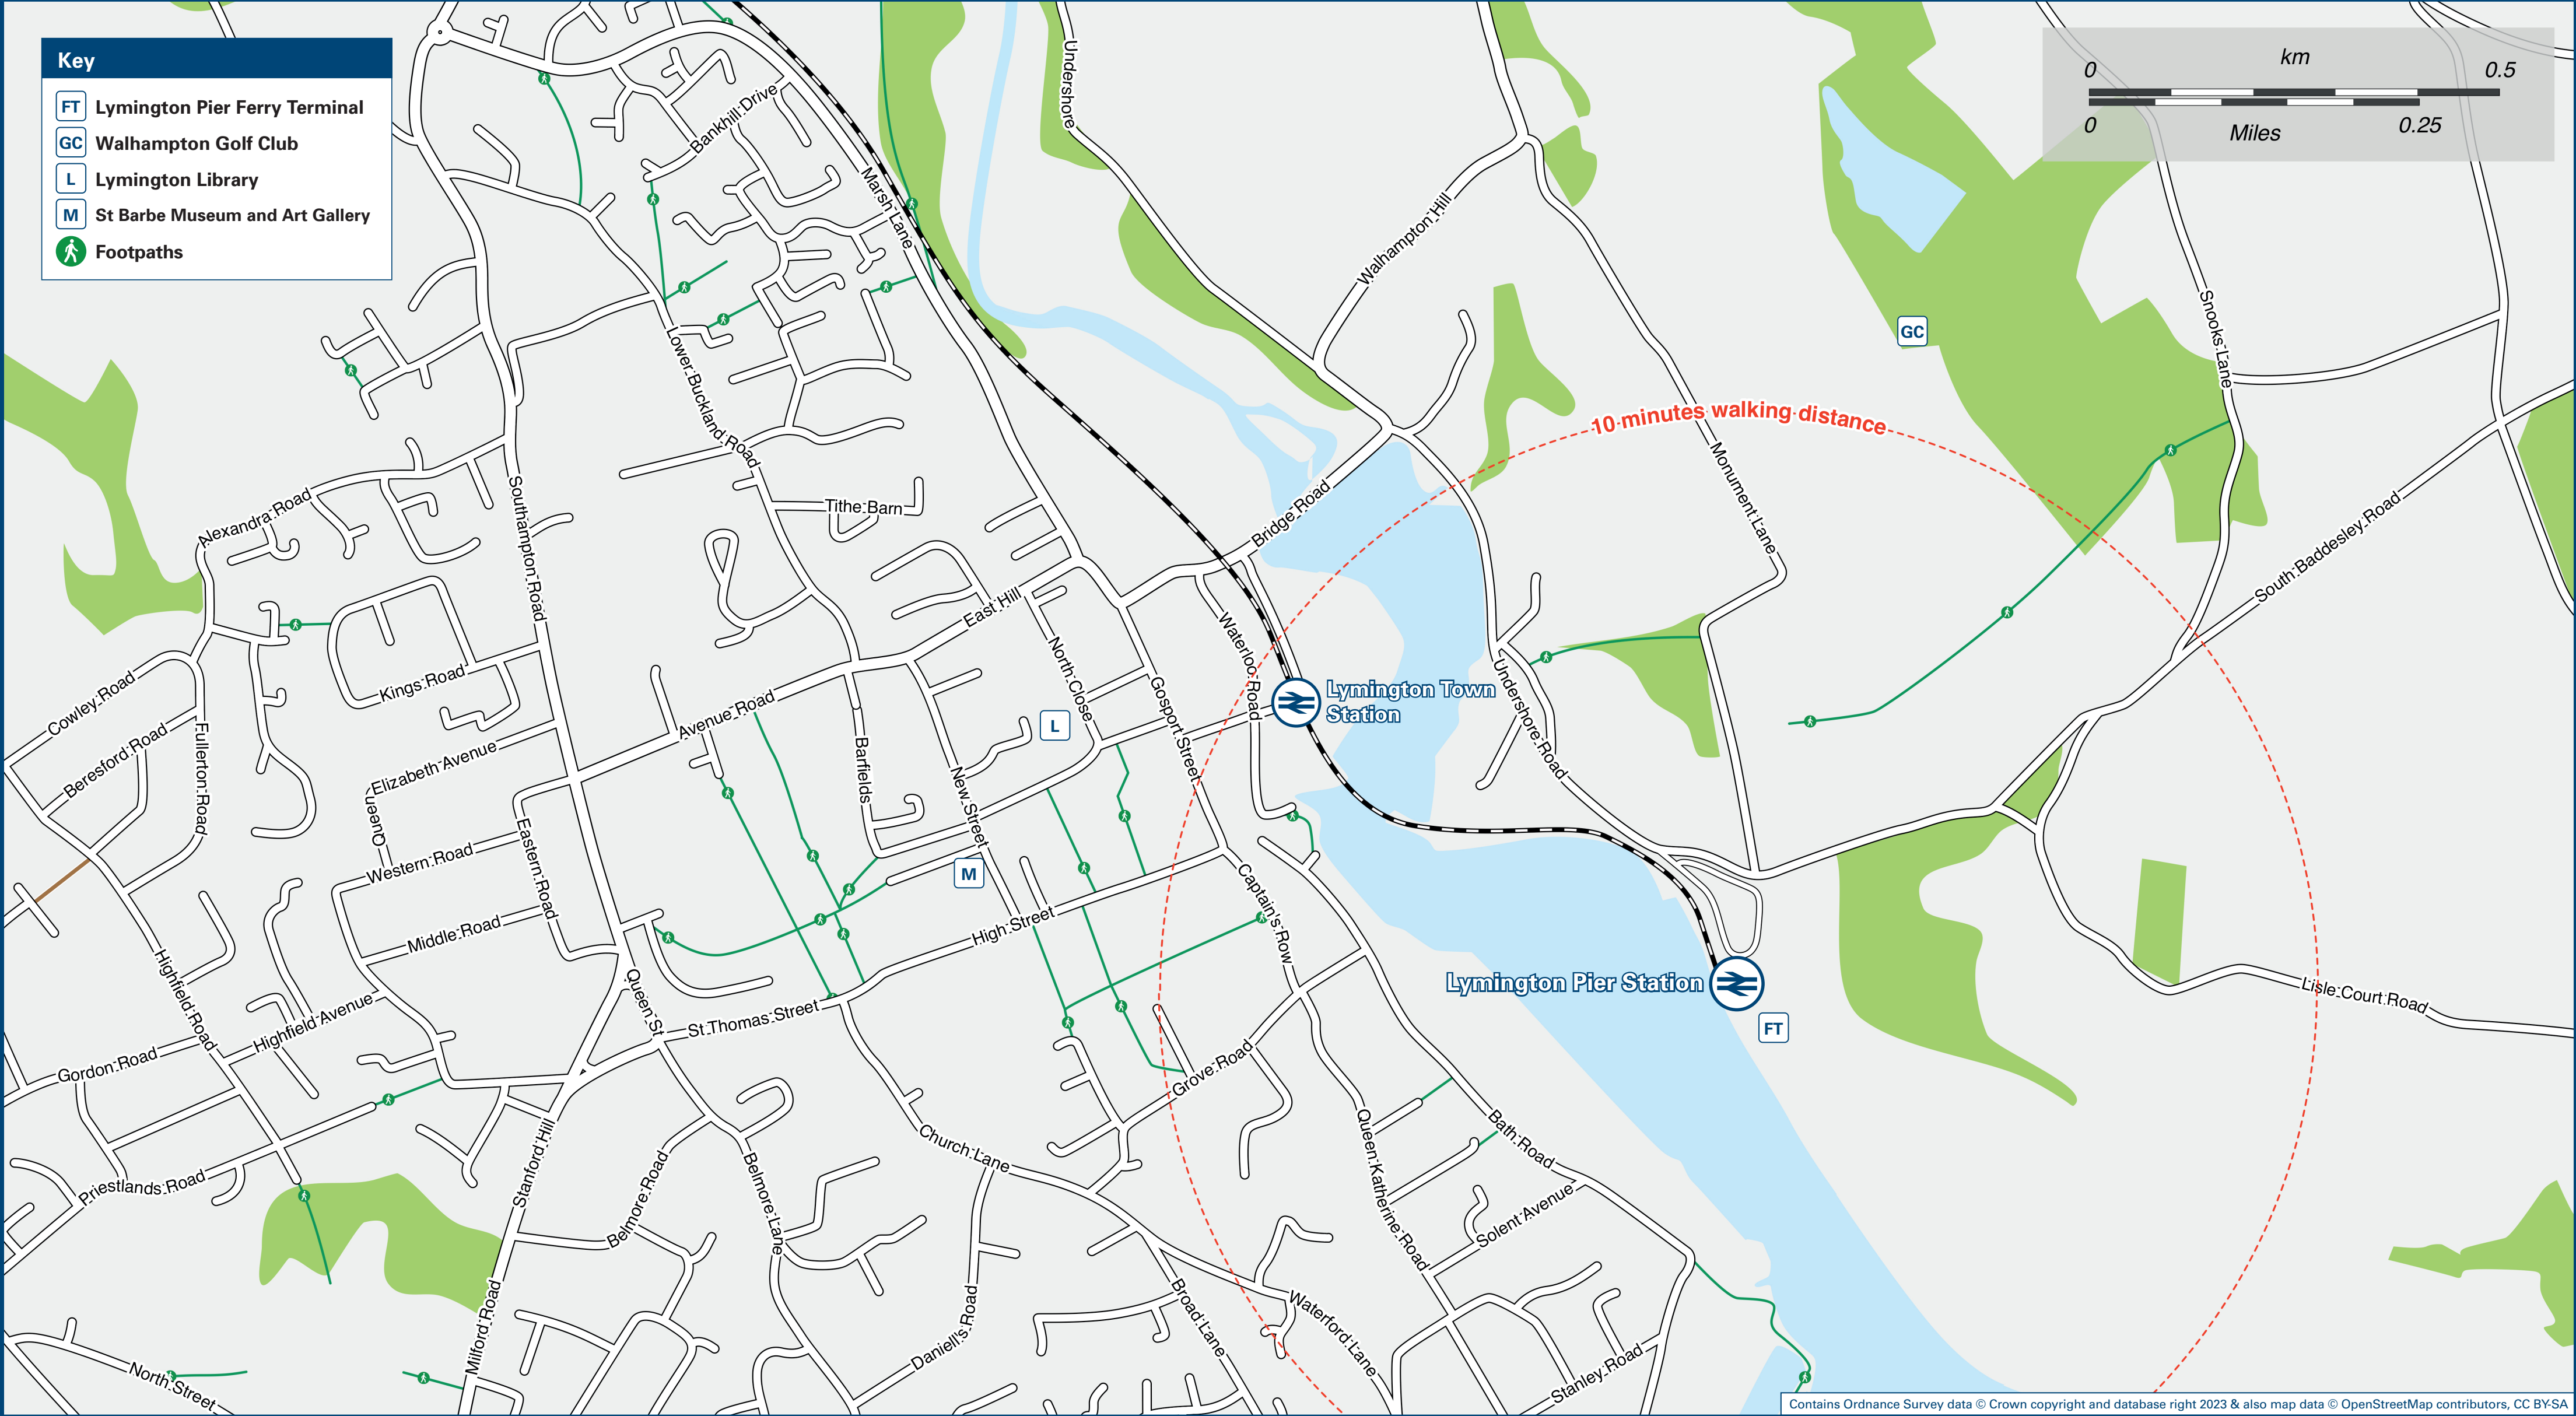 Key
FT Lymington Pier Ferry Terminal
GC Walhampton Golf Club
L Lymington Library
M St Barbe Museum and Art Gallery
Footpaths
km
0 0.5
0 Miles 0.25
Undershore
Bankhill Drive
Marsh Lane
Walhampton Hill
Snooks Lane
GC
Lower Buckland Road
10 minutes walking distance
Monument Lane
Alexandra Road
Southampton Road
Tithe Barn
Bridge Road
South Baddesley Road
East Hill
Waterloo Road
North Close
Kings Road
Cowley Road
Avenue Road
Gosport Street
Lymington Town
Station
Undershore Road
L
Beresford Road
Fullerton Road
Elizabeth Avenue
Queen
Barfields
New Street
Western Road
Eastern Road
M
Captain's Row
Middle Road
High Street
Highfield Road
Queen St
Lymington Pier Station
FT
Lisle Court Road
St Thomas Street
Highfield Avenue
Gordon Road
Grove Road
Church Lane
Queen Katherine Road
Bath Road
Stanford Hill
Belmore Road
Belmore Lane
Priestlands Road
Solent Avenue
Milford Road
Daniell's Road
Broad Lane
Waterford Lane
North Street
Stanley Road
Contains Ordnance Survey data © Crown copyright and database right 2023 & also map data © OpenStreetMap contributors, CC BY-SA